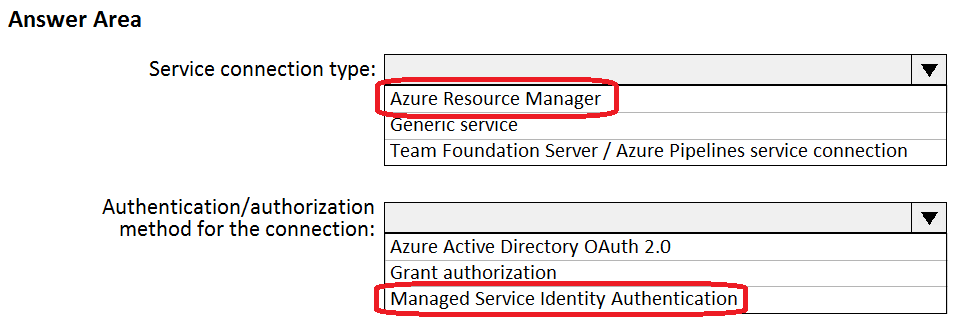 Answer Area
Service connection type:
Azure Resource Manager
Generic service
Team Foundation Server / Azure Pipelines service connection
Authentication/authorization
method for the connection:
Azure Active Directory OAuth 2.0
Grant authorization
Managed Service Identity Authentication